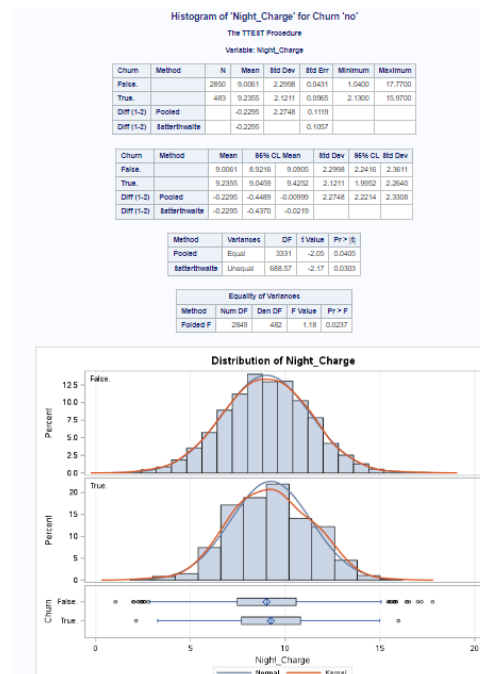 Histogram of 'Night_Charge' for Churn 'no'
The TTEST Procedure
Variable: Night_Charge
Churn Method N Mean Std Dev Std Err Minimum Maximum
False. 2850 9.0061 2.2998 0.0431 1.0400 17.7700
True. 483 9.2355 2.1211 0.0965 2.1300 15.9700
Diff (1-2) Pooled -0.2295 2.2748 0.1119
Diff (1-2) Satterthwaite -0.2295 0.1057
Churn Method Mean 95% CL Mean Std Dev 95% CL Std Dev
False. 9.0061 8.9216 9.0905 2.2998 2.2416 2.3611
True. 9.2355 9.0459 9.4252 2.1211 1.9952 2.2640
Diff (1-2) Pooled -0.2295 -0.4489 -0.00999 2.2748 2.2214 2.3308
Diff (1-2) Satterthwaite -0.2295 -0.4370 -0.0219
Method Variances DF t Value Pr > |t|
Pooled Equal 3331 -2.05 0.0405
Satterthwaite Unequal 688.57 -2.17 0.0303
Equality of Variances
Method Num DF Den DF F Value Pr > F
Folded F 2849 482 1.18 0.0237
Distribution of Night_Charge
False.
12.5
10.0
7.5
5.0
2.5
0.0
Percent
True.
20
15
10
5
0
Percent
Churn
False.
True.
0 5 10 15 20
Night_Charge
Normal Kernel